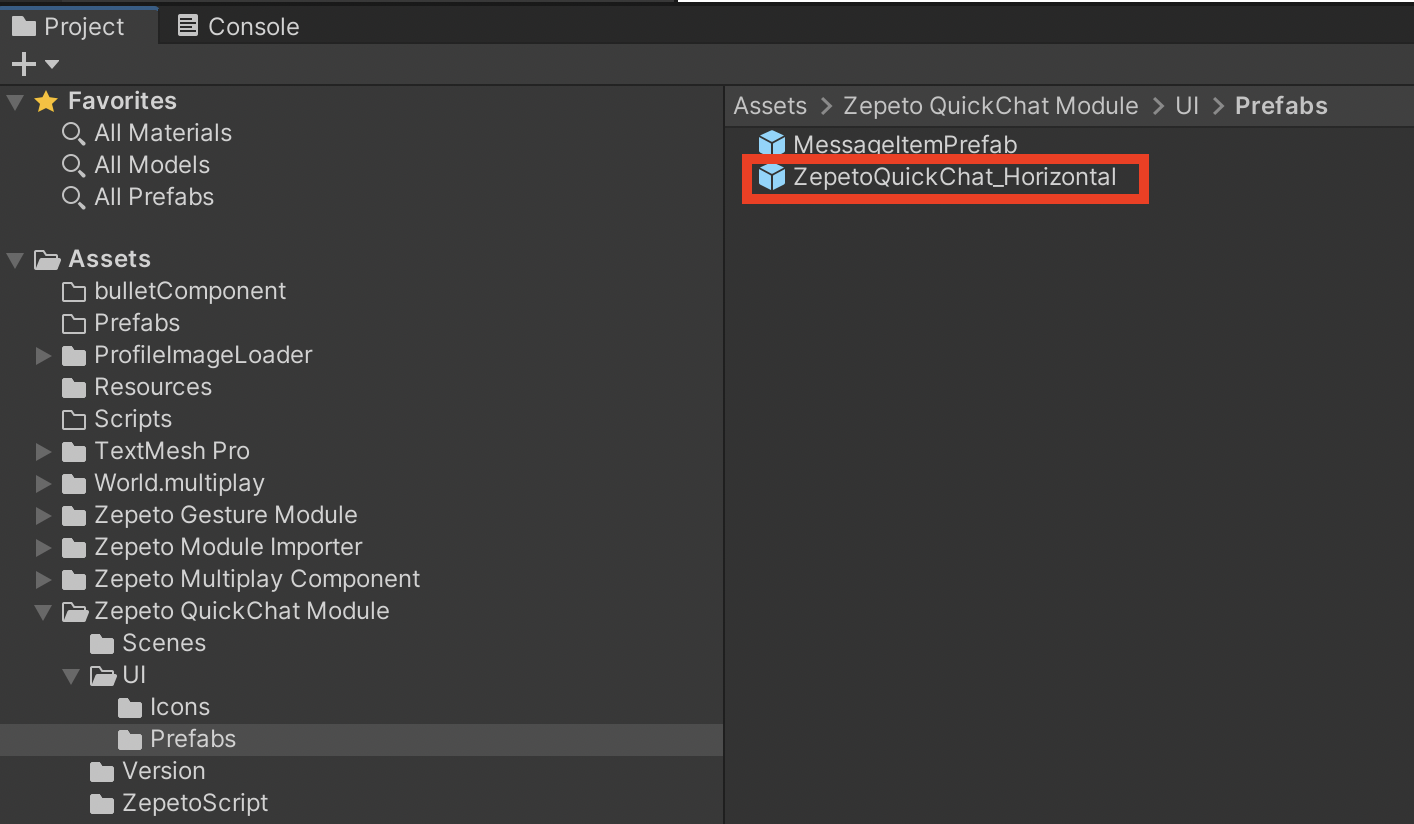 Project Console
Favorites
All Materials
All Models
All Prefabs
Assets
bulletComponent
Prefabs
ProfileImageLoader
Resources
Scripts
TextMesh Pro
World.multiplay
Zepeto Gesture Module
Zepeto Module Importer
Zepeto Multiplay Component
Zepeto QuickChat Module
Scenes
UI
Icons
Prefabs
Version
ZepetoScript
Assets > Zepeto QuickChat Module > UI > Prefabs
MessageItemPrefab
ZepetoQuickChat_Horizontal